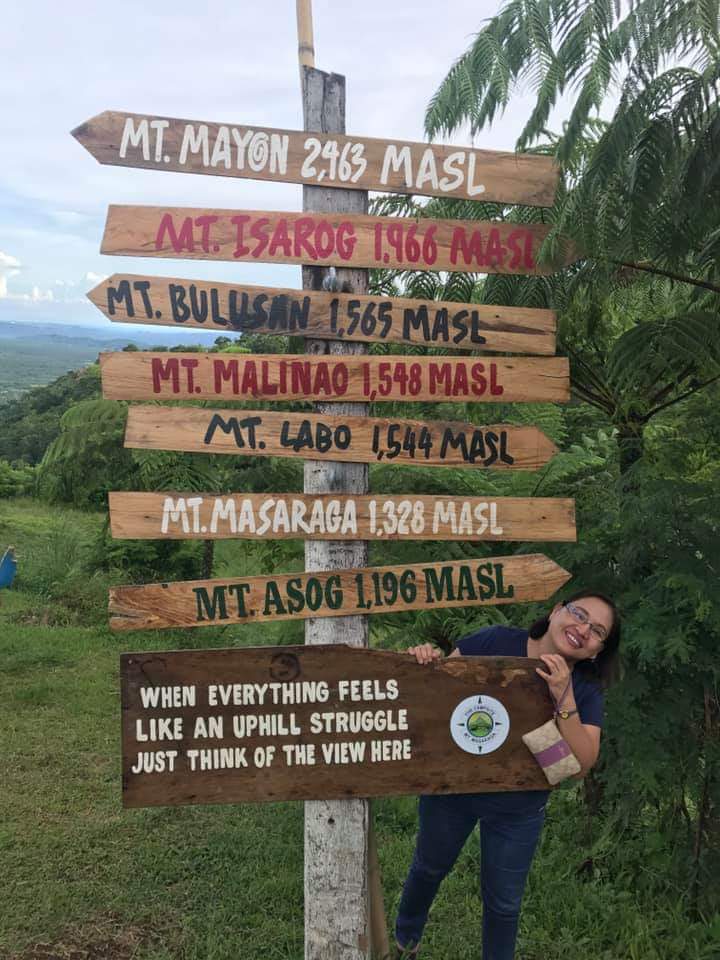 MT. MAYON 2,463 MASL
MT. ISAROG 1,966 MASL
MT. BULUSAN 1,565 MASL
MT. MALINAO 1,548 MASL
MT. LABO 1,544 MASL
MT. MASARAGA 1,328 MASL
MT. ASOG 1,196 MASL
WHEN EVERYTHING FEELS
LIKE AN UPHILL STRUGGLE
JUST THINK OF THE VIEW HERE
MT. MASARAGA